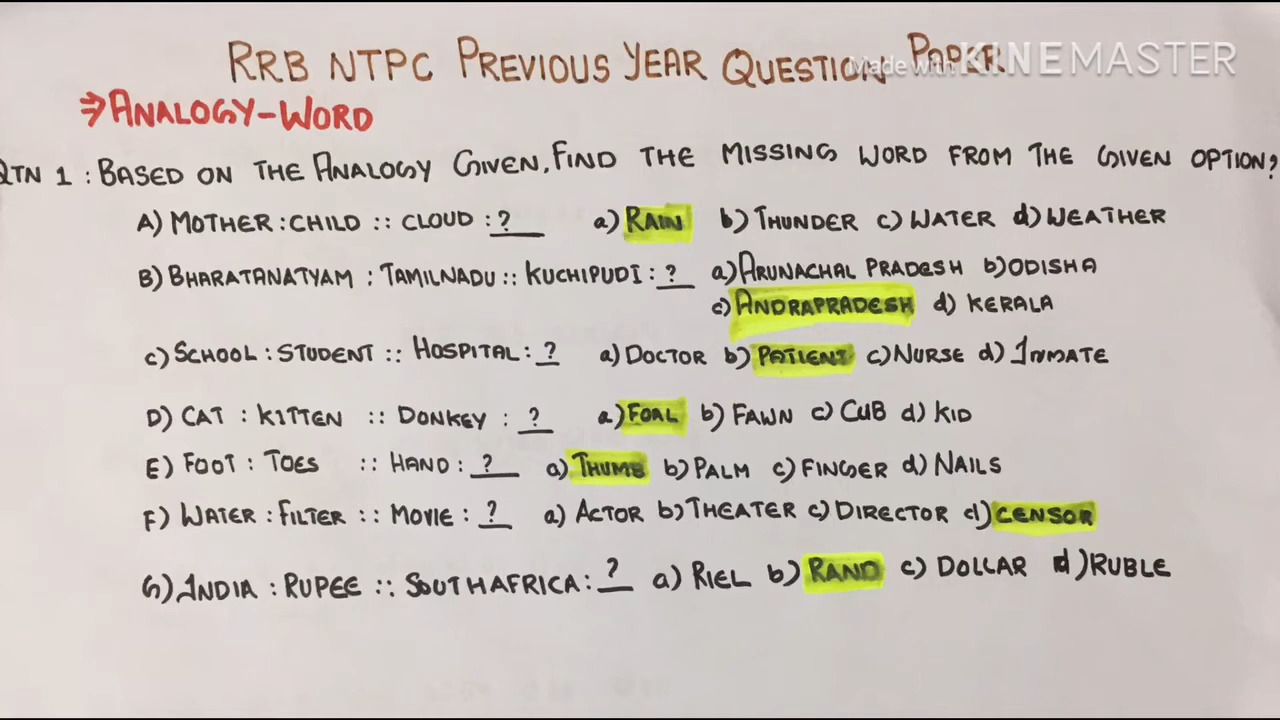 RRB NTPC PREVIOUS YEAR QUESTION PAPER
Made with KINEMASTER
⇒ANALOGY-WORD
QTN 1 : BASED ON THE ANALOGY GIVEN, FIND THE MISSING WORD FROM THE GIVEN OPTION?
A) MOTHER : CHILD :: CLOUD : ? a) RAIN b) THUNDER c) WATER d) WEATHER
B) BHARATANATYAM : TAMILNADU :: KUCHIPUDI : ? a) ARUNACHAL PRADESH b) ODISHA
c) ANDRAPRADESH d) KERALA
C) SCHOOL : STUDENT :: HOSPITAL : ? a) DOCTOR b) PATIENT c) NURSE d) INMATE
D) CAT : KITTEN :: DONKEY : ? a) FOAL b) FAWN c) CUB d) KID
E) FOOT : TOES :: HAND : ? a) THUMB b) PALM c) FINGER d) NAILS
F) WATER : FILTER :: MOVIE : ? a) ACTOR b) THEATER c) DIRECTOR d) CENSOR
G) INDIA : RUPEE :: SOUTHAFRICA : ? a) RIEL b) RAND c) DOLLAR d) RUBLE